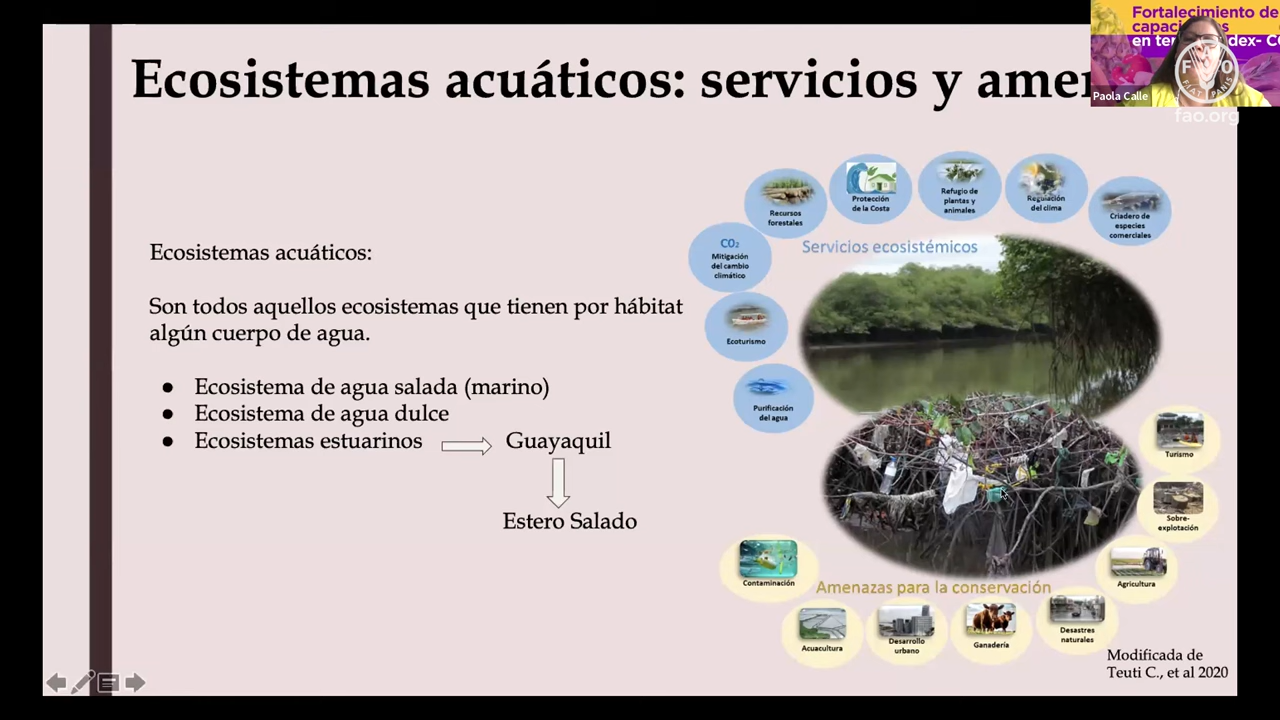 Ecosistemas acuáticos: servicios y amen
Fortalecimiento de
capacidades
en
dex- C
Paola Calle
FAO
FIAT PANIS
fao.org
Ecosistemas acuáticos:
Son todos aquellos ecosistemas que tienen por hábitat
algún cuerpo de agua.
● Ecosistema de agua salada (marino)
● Ecosistema de agua dulce
● Ecosistemas estuarinos
Guayaquil
Estero Salado
Servicios ecosistémicos
Recursos
forestales
Protección
de la Costa
Refugio de
plantas y
animales
Regulación
del clima
Criadero de
especies
comerciales
CO₂
Mitigación
del cambio
climático
Ecoturismo
Purificación
del agua
Turismo
Sobre-
explotación
Agricultura
Desastres
naturales
Ganadería
Desarrollo
urbano
Acuacultura
Contaminación
Amenazas para la conservación
Modificada de
Teuti C., et al 2020